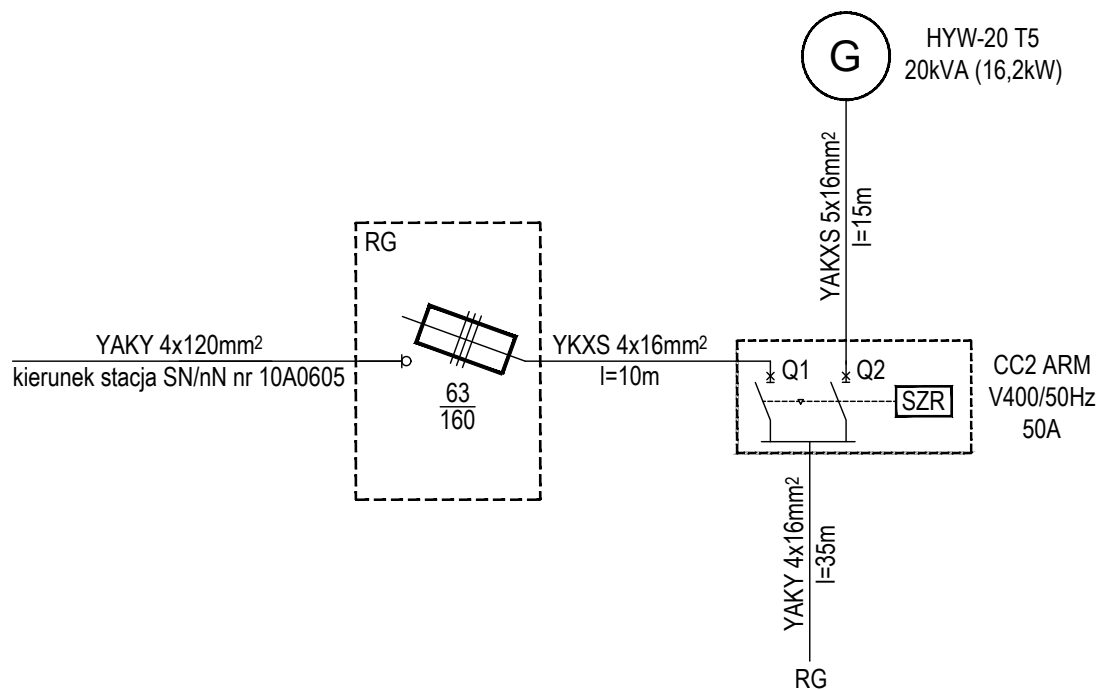 G
HYW-20 T5
20kVA (16,2kW)
YAKXS 5x16mm²
l=15m
RG
YAKY 4x120mm²
kierunek stacja SN/nN nr 10A0605
63
160
YKXS 4x16mm²
l=10m
Q1
Q2
SZR
CC2 ARM
V400/50Hz
50A
YAKY 4x16mm²
l=35m
RG